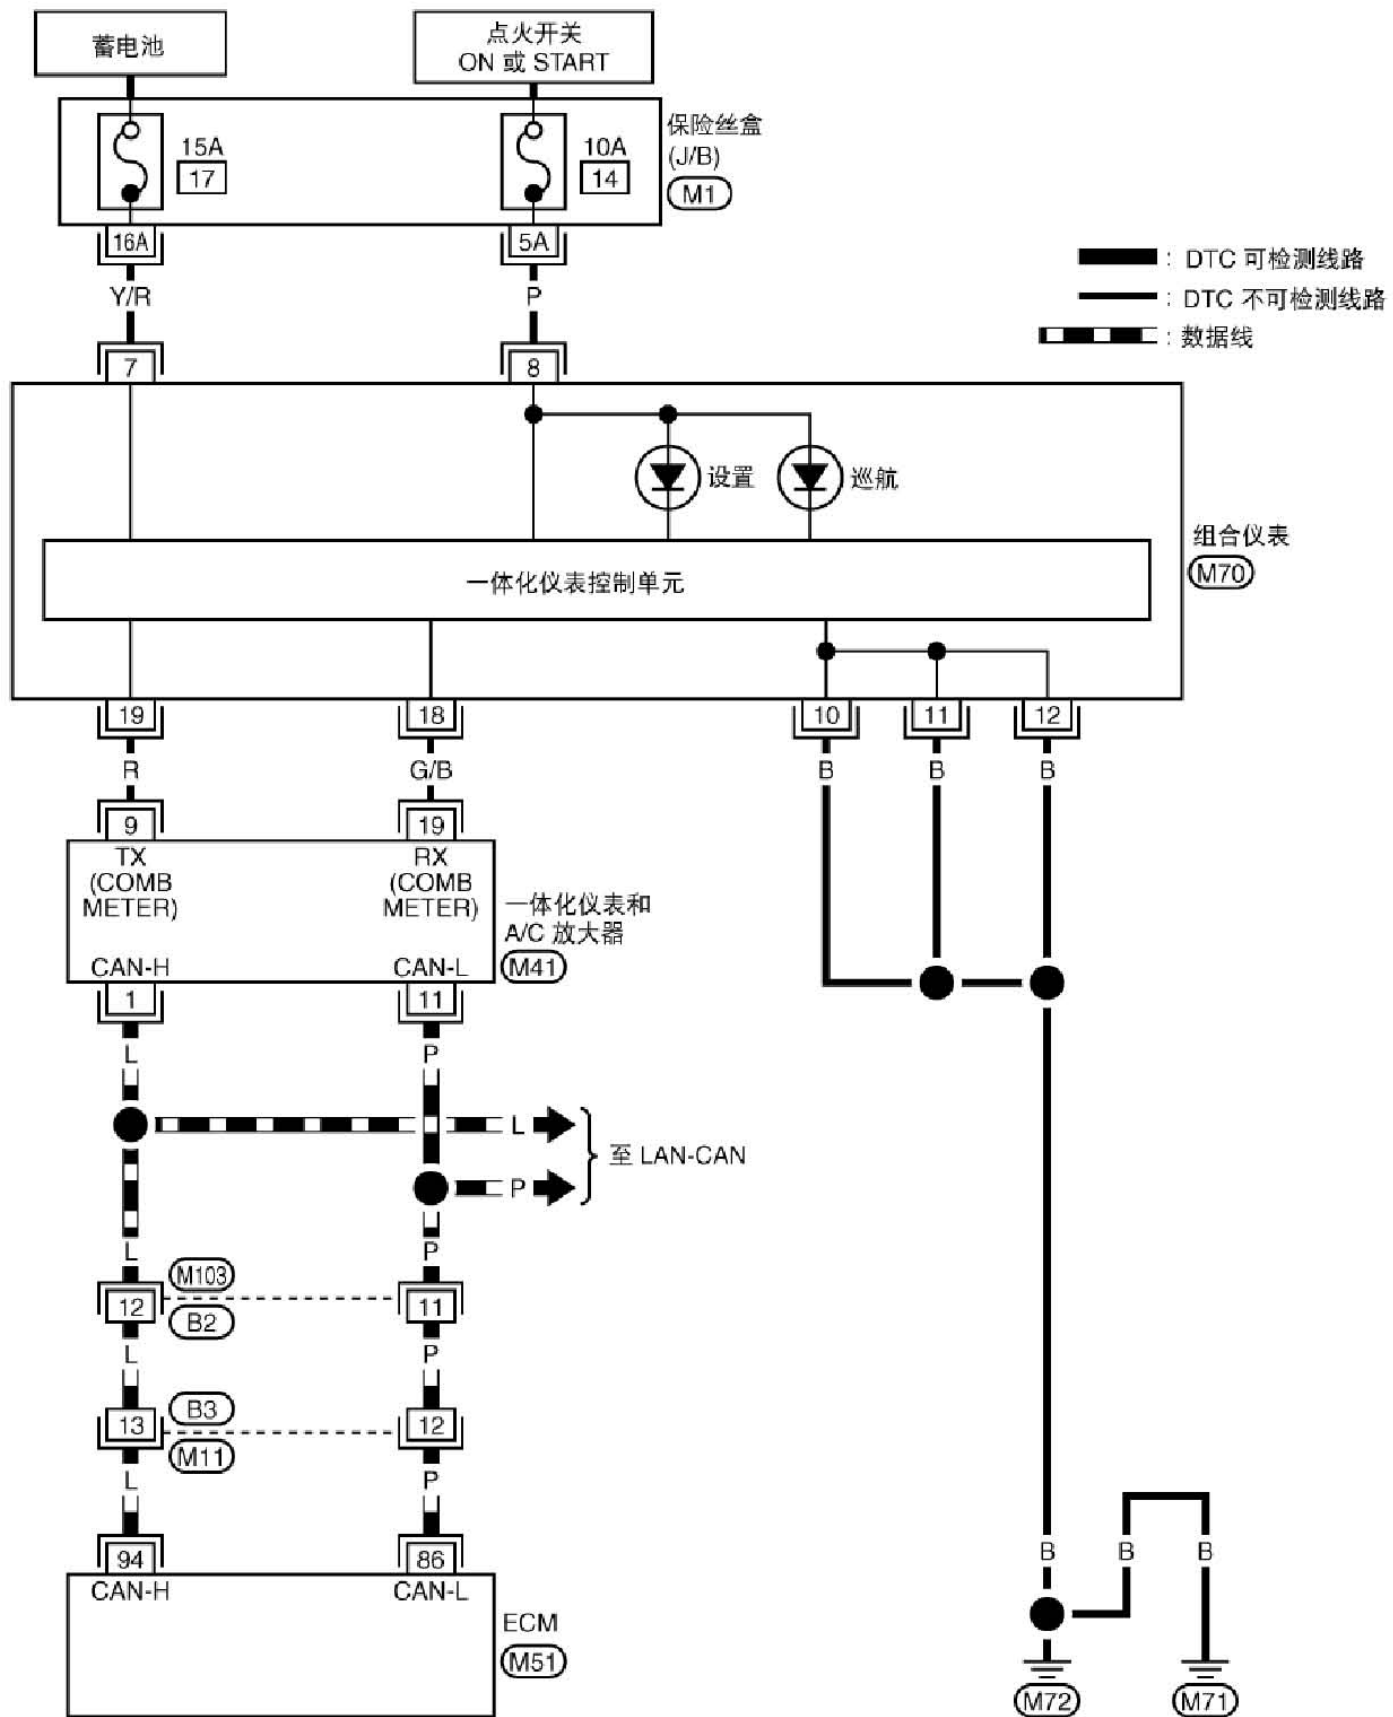 蓄电池
点火开关
ON 或 START
15A
17
10A
14
保险丝盒
(J/B)
M1
16A
5A
Y/R
P
: DTC 可检测线路
: DTC 不可检测线路
: 数据线
7
8
设置
巡航
组合仪表
M70
一体化仪表控制单元
19
18
10
11
12
R
G/B
B
B
B
9
19
TX
(COMB
METER)
RX
(COMB
METER)
一体化仪表和
A/C 放大器
M41
CAN-H
CAN-L
1
11
L
P
L
P
至 LAN-CAN
L
P
M103
12
11
B2
L
P
B3
13
12
M11
L
P
94
86
CAN-H
CAN-L
ECM
M51
B
B
B
M72
M71